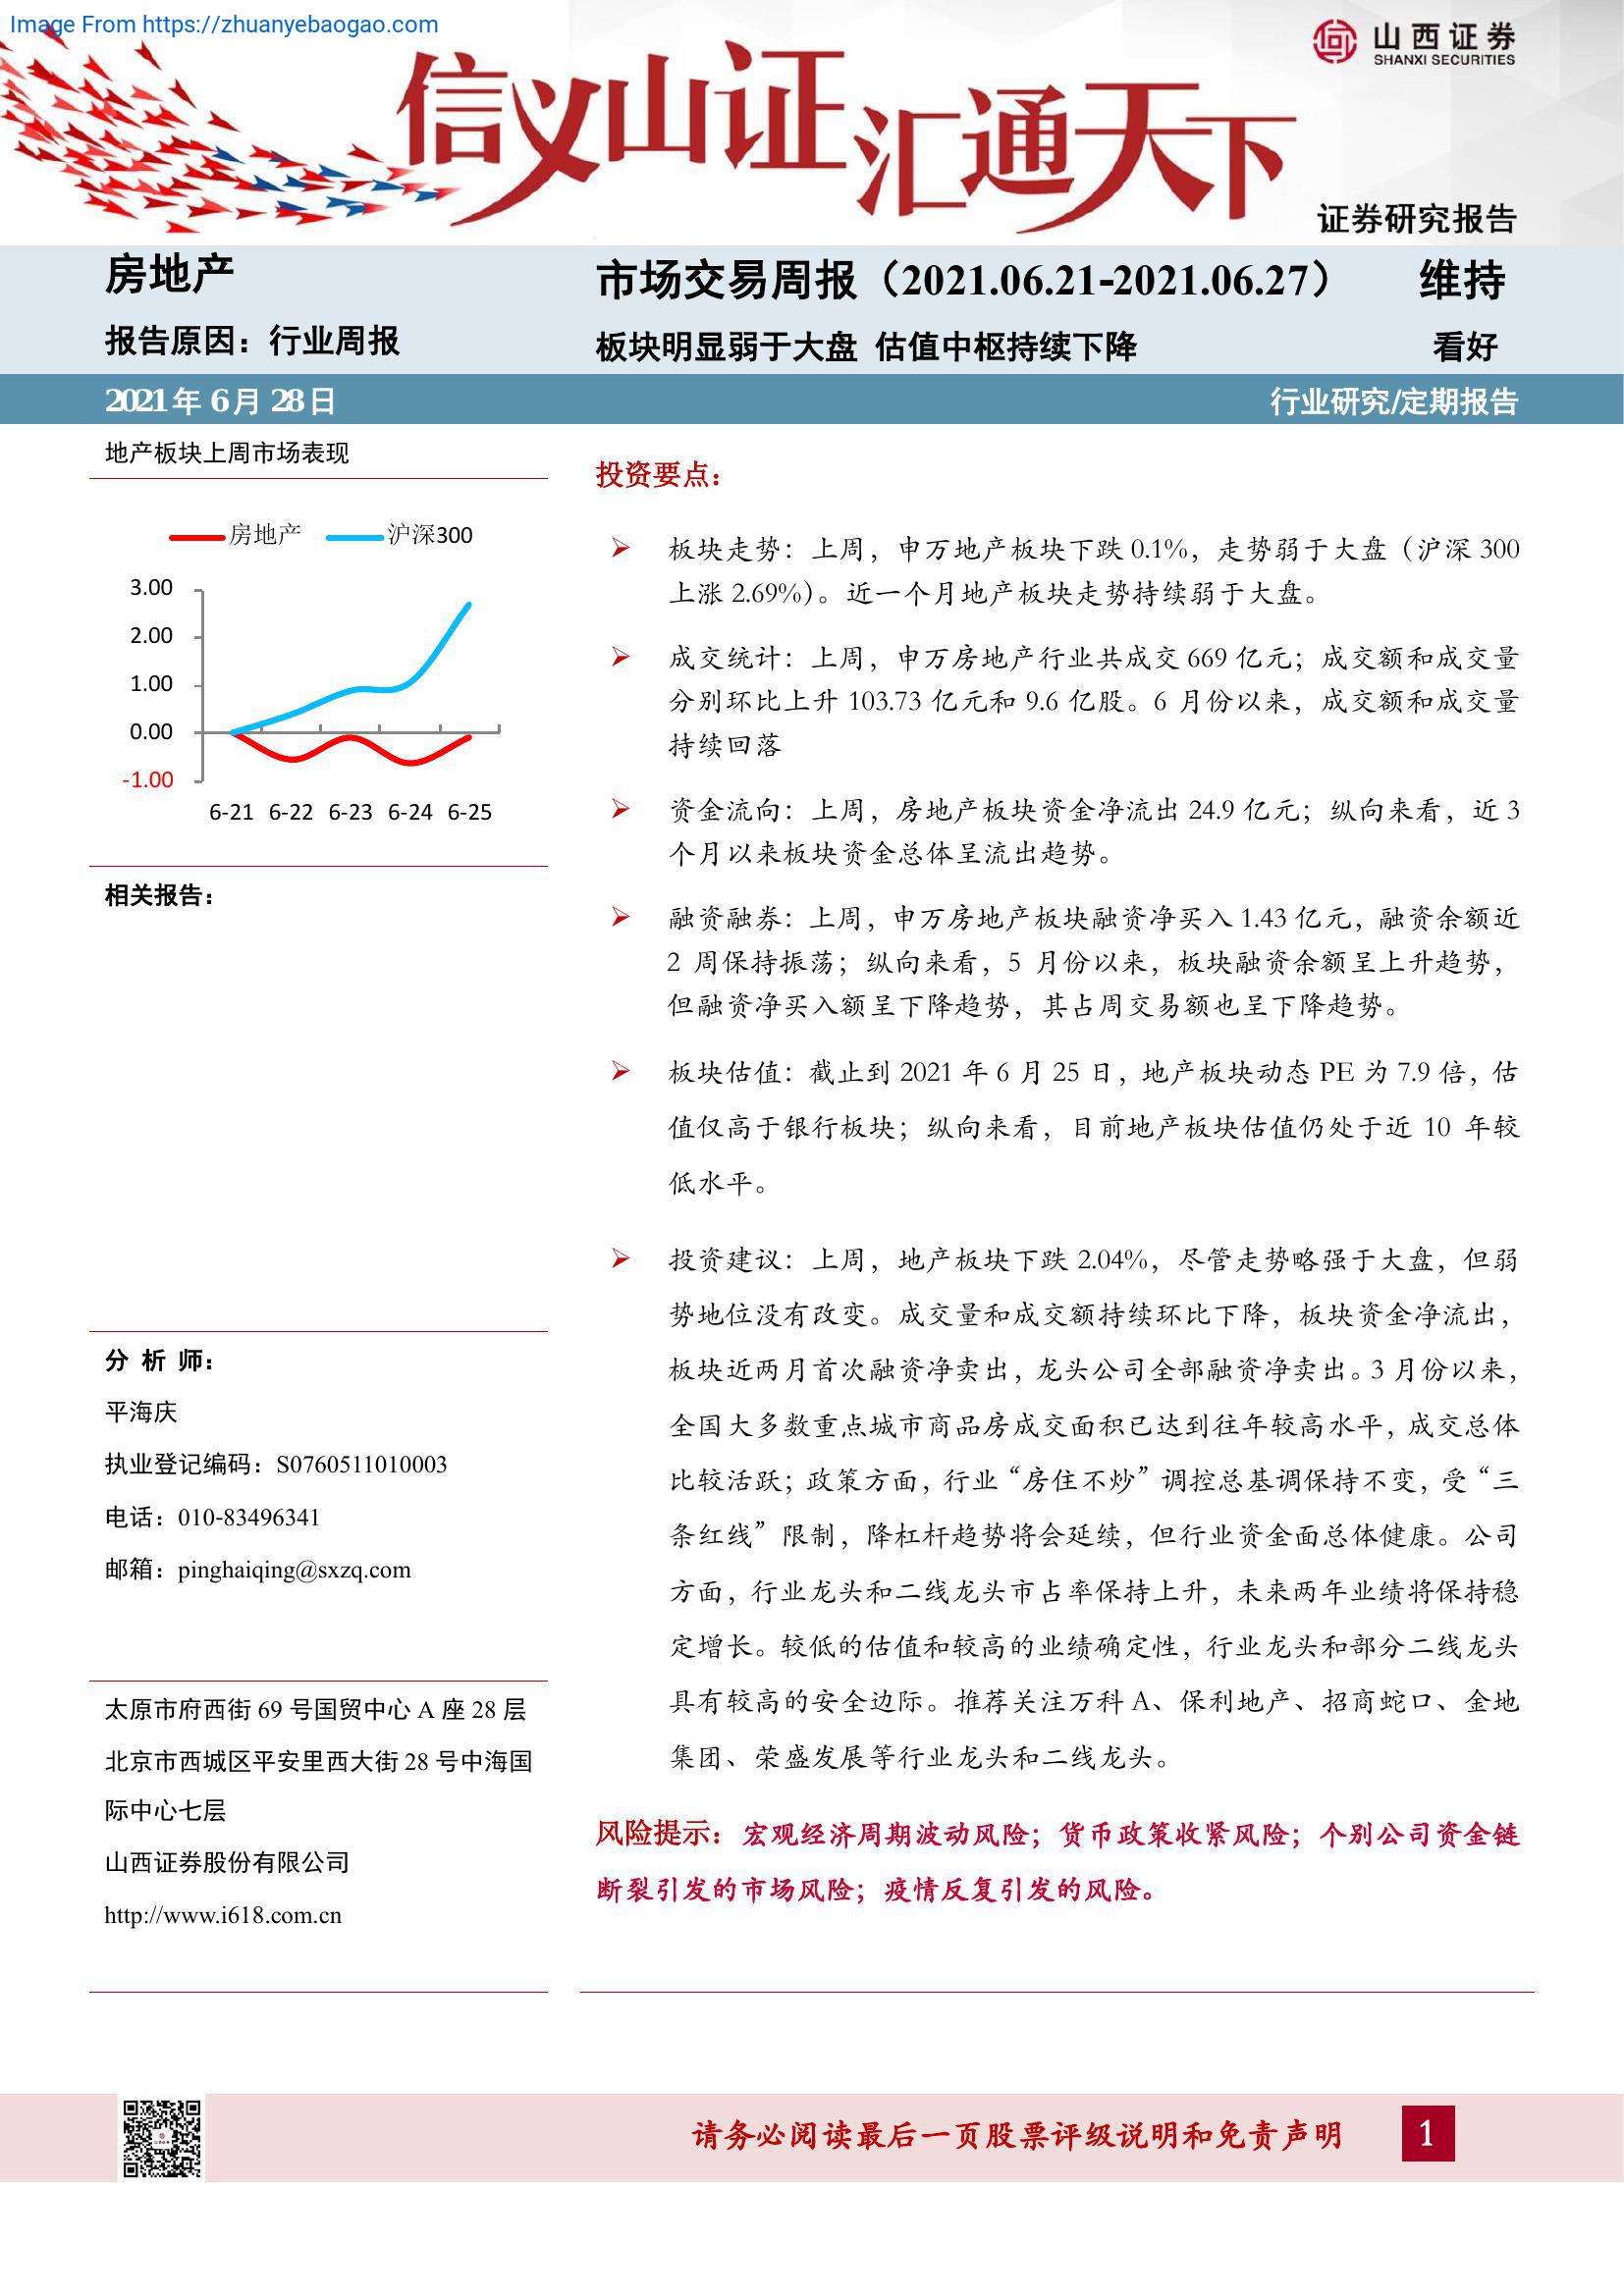 Image From https://zhuanyebaogao.com
山西证券
SHANXI SECURITIES
信义山证汇通天下
证券研究报告
房地产
报告原因：行业周报
市场交易周报（2021.06.21-2021.06.27）
维持
板块明显弱于大盘 估值中枢持续下降
看好
2021年6月28日
行业研究/定期报告
地产板块上周市场表现
房地产 沪深300
3.00
2.00
1.00
0.00
-1.00
6-21 6-22 6-23 6-24 6-25
相关报告：
分 析 师：
平海庆
执业登记编码：S0760511010003
电话：010-83496341
邮箱：pinghaiqing@sxzq.com
太原市府西街 69 号国贸中心 A 座 28 层
北京市西城区平安里西大街 28 号中海国
际中心七层
山西证券股份有限公司
http://www.i618.com.cn
投资要点：
板块走势：上周，申万地产板块下跌 0.1%，走势弱于大盘（沪深 300
上涨 2.69%）。近一个月地产板块走势持续弱于大盘。
成交统计：上周，申万房地产行业共成交 669 亿元；成交额和成交量
分别环比上升 103.73 亿元和 9.6 亿股。6 月份以来，成交额和成交量
持续回落
资金流向：上周，房地产板块资金净流出 24.9 亿元；纵向来看，近 3
个月以来板块资金总体呈流出趋势。
融资融券：上周，申万房地产板块融资净买入 1.43 亿元，融资余额近
2 周保持振荡；纵向来看，5 月份以来，板块融资余额呈上升趋势，
但融资净买入额呈下降趋势，其占周交易额也呈下降趋势。
板块估值：截止到 2021 年 6 月 25 日，地产板块动态 PE 为 7.9 倍，估
值仅高于银行板块；纵向来看，目前地产板块估值仍处于近 10 年较
低水平。
投资建议：上周，地产板块下跌 2.04%，尽管走势略强于大盘，但弱
势地位没有改变。成交量和成交额持续环比下降，板块资金净流出，
板块近两月首次融资净卖出，龙头公司全部融资净卖出。3 月份以来，
全国大多数重点城市商品房成交面积已达到往年较高水平，成交总体
比较活跃；政策方面，行业“房住不炒”调控总基调保持不变，受“三
条红线”限制，降杠杆趋势将会延续，但行业资金面总体健康。公司
方面，行业龙头和二线龙头市占率保持上升，未来两年业绩将保持稳
定增长。较低的估值和较高的业绩确定性，行业龙头和部分二线龙头
具有较高的安全边际。推荐关注万科 A、保利地产、招商蛇口、金地
集团、荣盛发展等行业龙头和二线龙头。
风险提示：宏观经济周期波动风险；货币政策收紧风险；个别公司资金链
断裂引发的市场风险；疫情反复引发的风险。
请务必阅读最后一页股票评级说明和免责声明
1